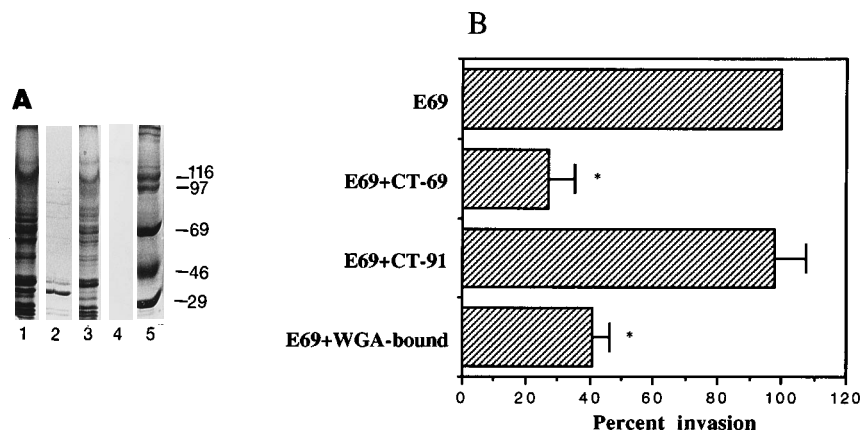 A
116
97
69
46
29
1 2 3 4 5
B
E69
E69+CT-69
*
E69+CT-91
E69+WGA-bound
*
0 20 40 60 80 100 120
Percent invasion